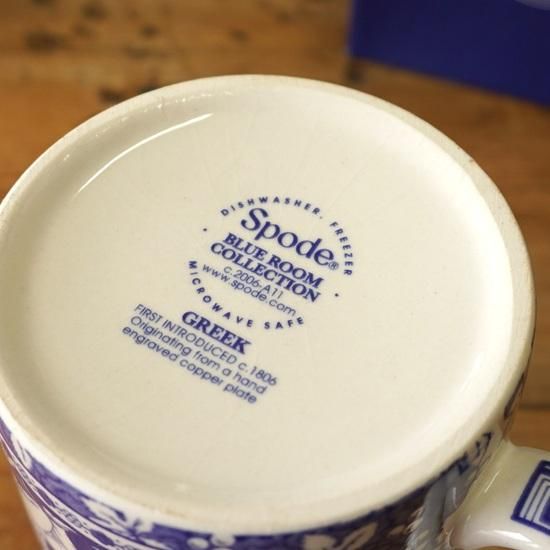 DISHWASHER, FREEZER
Spode®
BLUE ROOM
COLLECTION
c.2006-A11
www.spode.com
MICROWAVE SAFE
GREEK
FIRST INTRODUCED c.1806
Originating from a hand
engraved copper plate